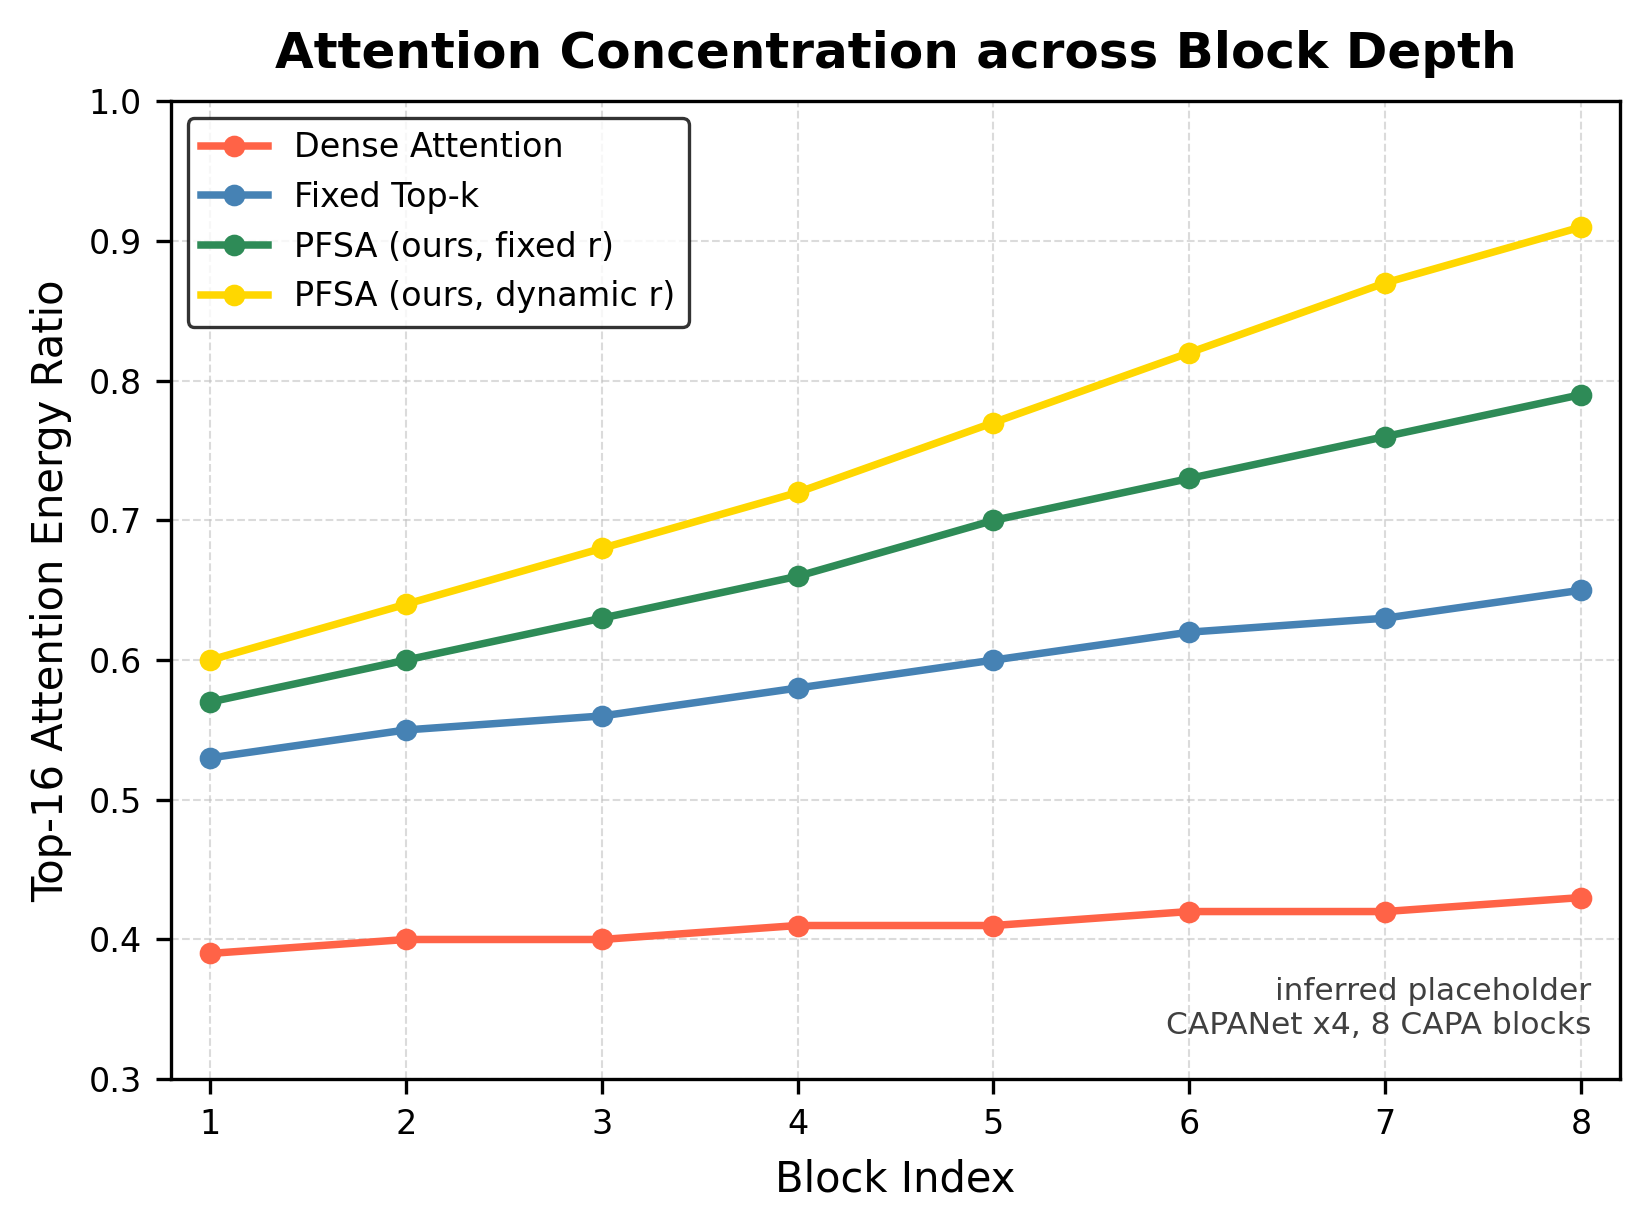 Attention Concentration across Block Depth
1.0
0.9
0.8
0.7
0.6
0.5
0.4
0.3
Top-16 Attention Energy Ratio
Dense Attention
Fixed Top-k
PFSA (ours, fixed r)
PFSA (ours, dynamic r)
inferred placeholder
CAPANet x4, 8 CAPA blocks
1 2 3 4 5 6 7 8
Block Index